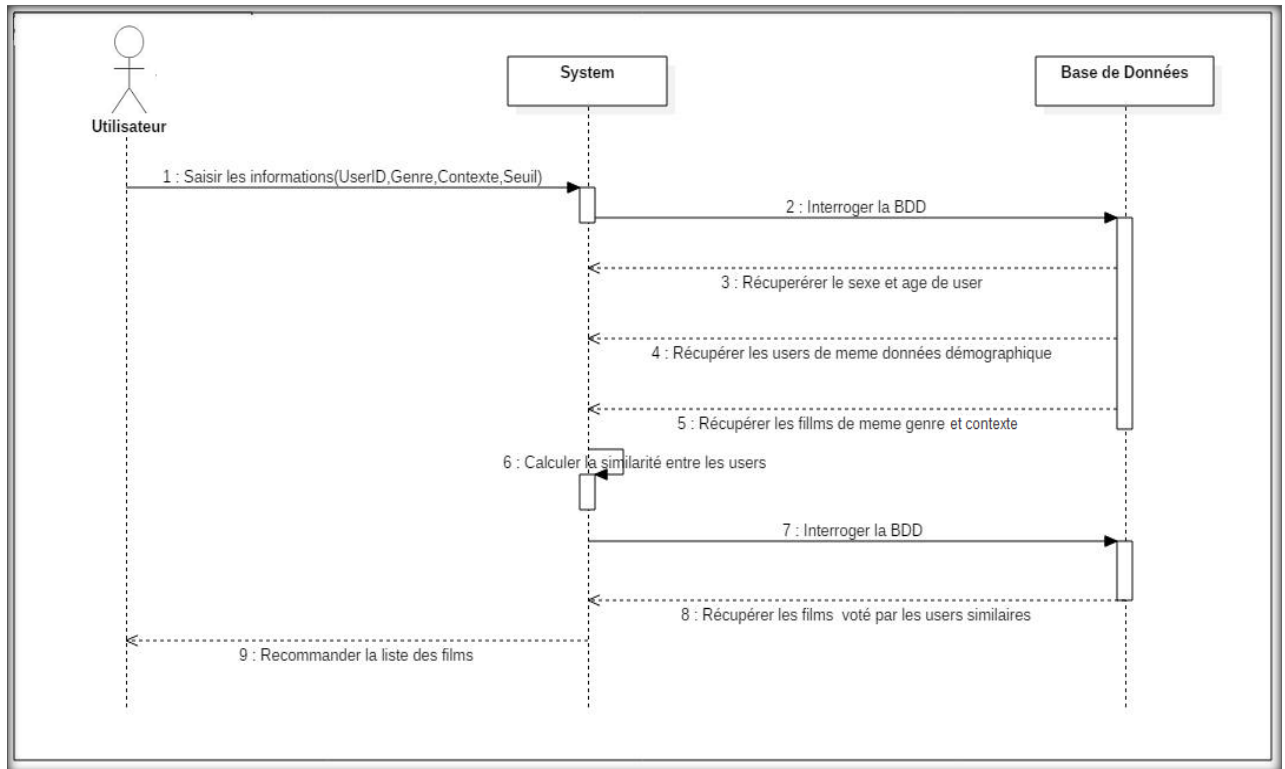 System
Base de Données
Utilisateur
1 : Saisir les informations(UserID,Genre,Contexte,Seuil)
2 : Interroger la BDD
3 : Récuperérer le sexe et age de user
4 : Récupérer les users de meme données démographique
5 : Récupérer les fillms de meme genre et contexte
6 : Calculer la similarité entre les users
7 : Interroger la BDD
8 : Récupérer les films voté par les users similaires
9 : Recommander la liste des films